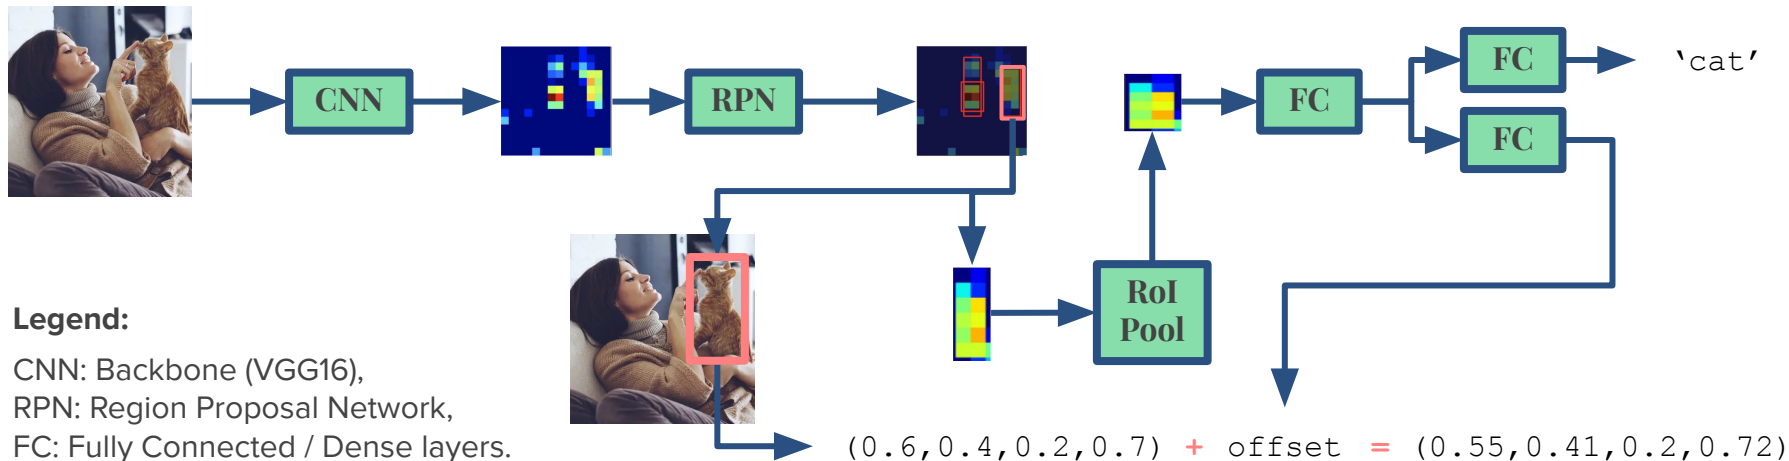 CNN
RPN
FC
FC
‘cat’
FC
RoI
Pool
Legend:
CNN: Backbone (VGG16),
RPN: Region Proposal Network,
FC: Fully Connected / Dense layers.
(0.6,0.4,0.2,0.7) + offset = (0.55,0.41,0.2,0.72)